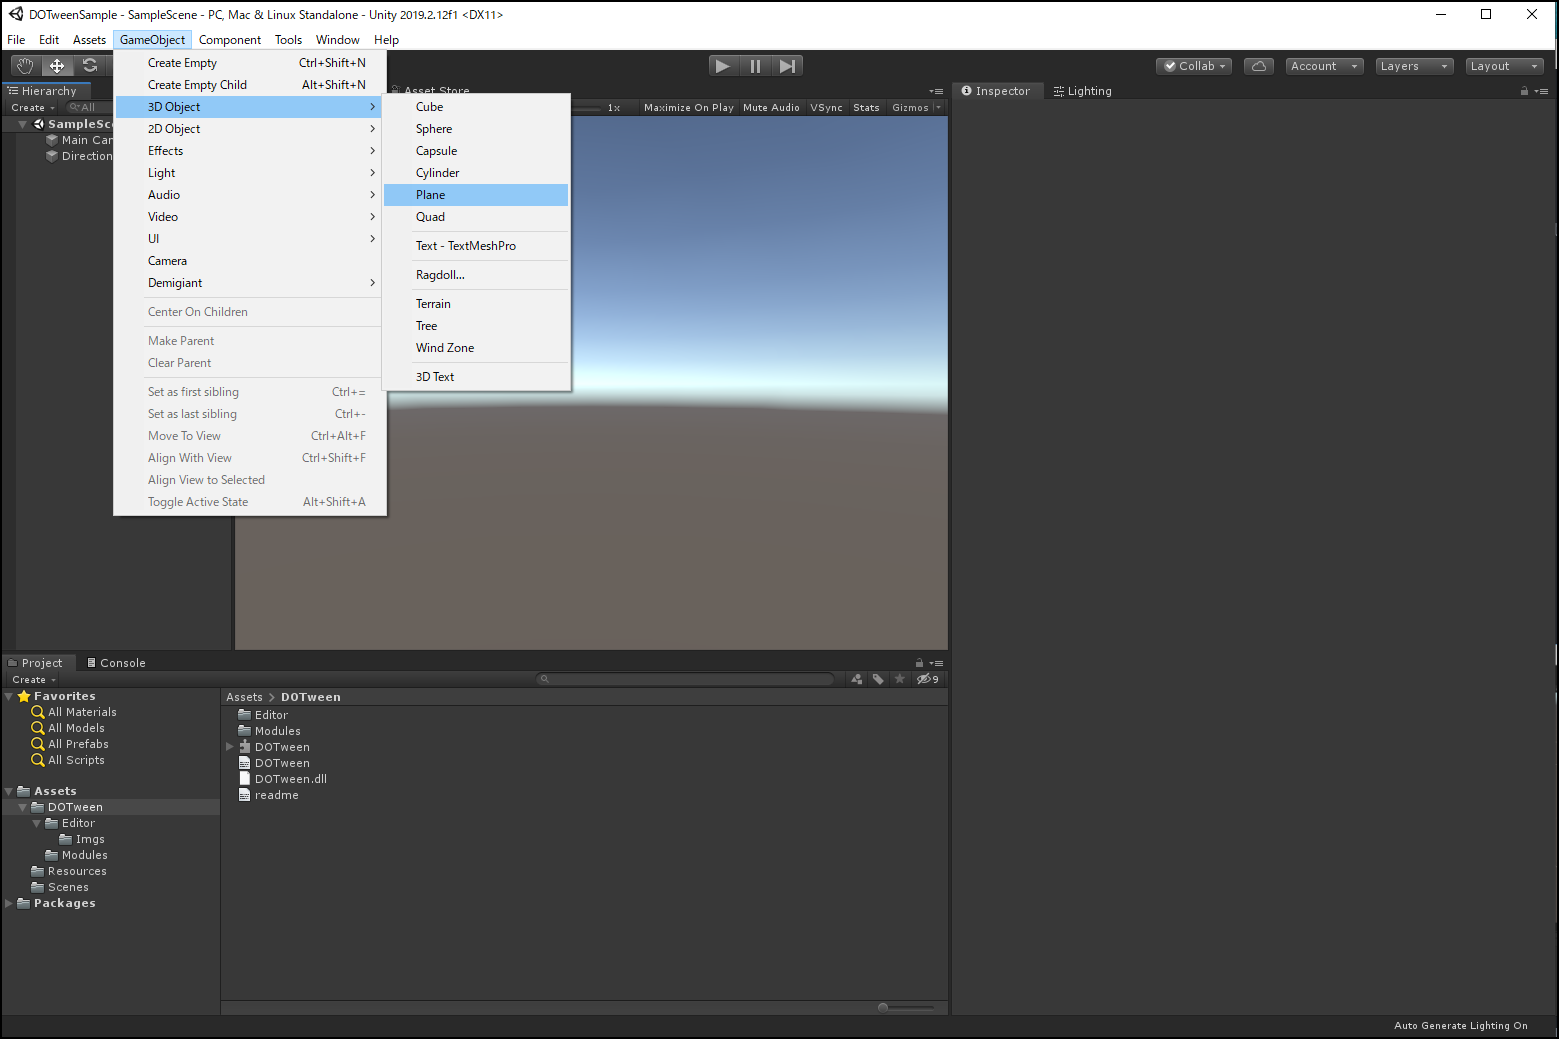 DOTweenSample - SampleScene - PC, Mac & Linux Standalone - Unity 2019.2.12f1 <DX11>
File Edit Assets GameObject Component Tools Window Help
Collab Account Layers Layout
Hierarchy
Create All
SampleSce
Main Car
Direction
Create Empty Ctrl+Shift+N
Create Empty Child Alt+Shift+N
3D Object
2D Object
Effects
Light
Audio
Video
UI
Camera
Demigiant
Center On Children
Make Parent
Clear Parent
Set as first sibling Ctrl+=
Set as last sibling Ctrl+-
Move To View Ctrl+Alt+F
Align With View Ctrl+Shift+F
Align View to Selected
Toggle Active State Alt+Shift+A
Asset Store
1x Maximize On Play Mute Audio VSync Stats Gizmos
Cube
Sphere
Capsule
Cylinder
Plane
Quad
Text - TextMeshPro
Ragdoll...
Terrain
Tree
Wind Zone
3D Text
Inspector Lighting
Project Console
Create
9
Favorites
All Materials
All Models
All Prefabs
All Scripts
Assets
DOTween
Editor
Imgs
Modules
Resources
Scenes
Packages
Assets > DOTween
Editor
Modules
DOTween
DOTween
DOTween.dll
readme
Auto Generate Lighting On